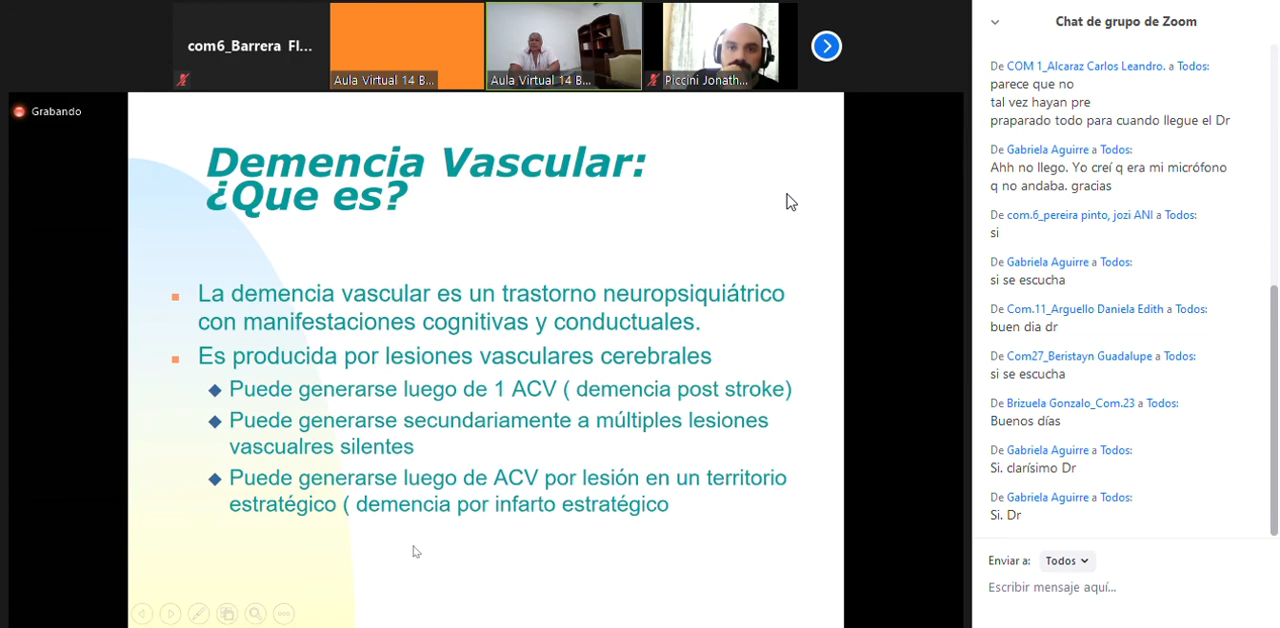 com6_Barrera Fl...
Aula Virtual 14 B...
Aula Virtual 14 B...
Piccini Jonath...
Grabando
Demencia Vascular:
¿Que es?
La demencia vascular es un trastorno neuropsiquiátrico
con manifestaciones cognitivas y conductuales.
Es producida por lesiones vasculares cerebrales
Puede generarse luego de 1 ACV ( demencia post stroke)
Puede generarse secundariamente a múltiples lesiones
vascualres silentes
Puede generarse luego de ACV por lesión en un territorio
estratégico ( demencia por infarto estratégico
Chat de grupo de Zoom
De COM 1_Alcaraz Carlos Leandro. a Todos:
parece que no
tal vez hayan pre
praparado todo para cuando llegue el Dr
De Gabriela Aguirre a Todos:
Ahh no llego. Yo creí q era mi micrófono
q no andaba. gracias
De com.6_pereira pinto, jozi ANI a Todos:
si
De Gabriela Aguirre a Todos:
si se escucha
De Com.11_Arguello Daniela Edith a Todos:
buen dia dr
De Com27_Beristayn Guadalupe a Todos:
si se escucha
De Brizuela Gonzalo_Com.23 a Todos:
Buenos días
De Gabriela Aguirre a Todos:
Si. clarísimo Dr
De Gabriela Aguirre a Todos:
Si. Dr
Enviar a: Todos
Escribir mensaje aquí...